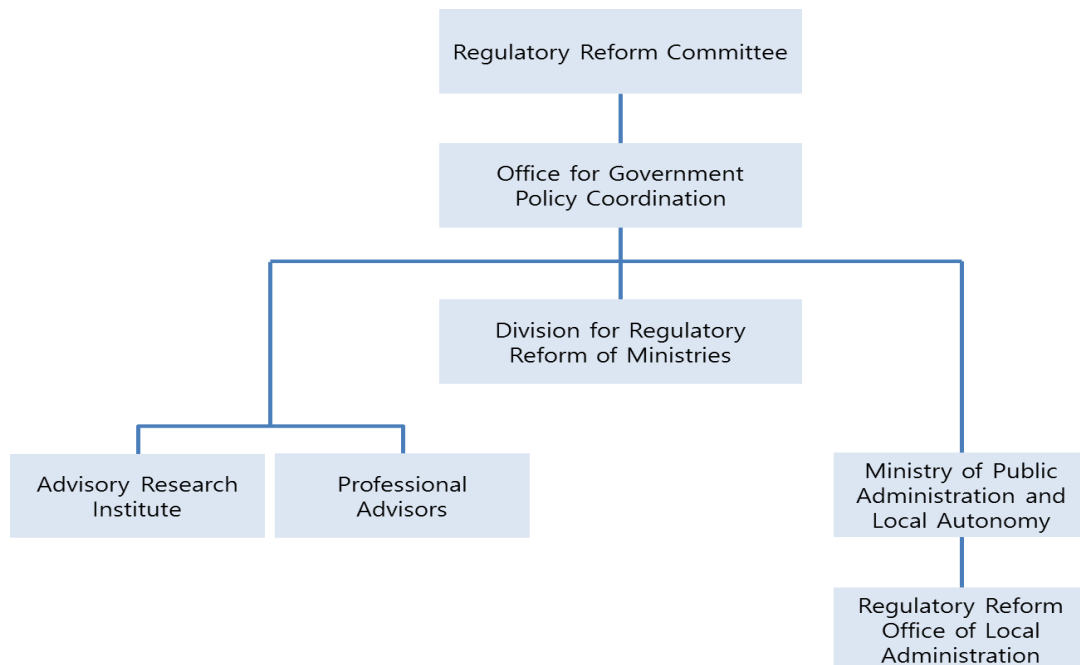 Regulatory Reform Committee
Office for Government
Policy Coordination
Division for Regulatory
Reform of Ministries
Advisory Research
Institute
Professional
Advisors
Ministry of Public
Administration and
Local Autonomy
Regulatory Reform
Office of Local
Administration